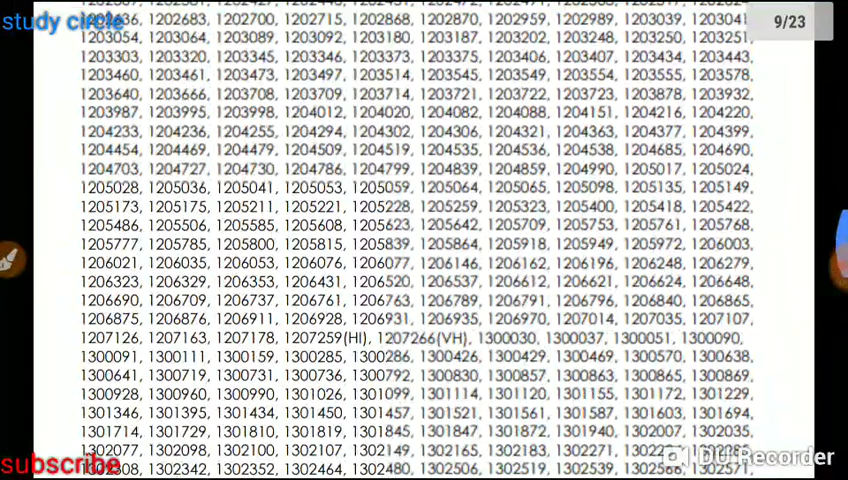 study circle
9/23
1202683, 1202700, 1202715, 1202868, 1202870, 1202959, 1202989, 1203039,
1203054, 1203064, 1203089, 1203092, 1203180, 1203187, 1203202, 1203248, 1203250, 1203251,
1203303, 1203320, 1203345, 1203346, 1203373, 1203375, 1203406, 1203407, 1203434, 1203443,
1203460, 1203461, 1203473, 1203497, 1203514, 1203545, 1203549, 1203554, 1203555, 1203578,
1203640, 1203666, 1203708, 1203709, 1203714, 1203721, 1203722, 1203723, 1203878, 1203932,
1203987, 1203995, 1203998, 1204012, 1204020, 1204082, 1204088, 1204151, 1204216, 1204220,
1204233, 1204236, 1204255, 1204294, 1204302, 1204306, 1204321, 1204363, 1204377, 1204399,
1204454, 1204469, 1204479, 1204509, 1204519, 1204535, 1204536, 1204538, 1204685, 1204690,
1204703, 1204727, 1204730, 1204786, 1204799, 1204839, 1204859, 1204990, 1205017, 1205024,
1205028, 1205036, 1205041, 1205053, 1205059, 1205064, 1205065, 1205098, 1205135, 1205149,
1205173, 1205175, 1205211, 1205221, 1205228, 1205259, 1205323, 1205400, 1205418, 1205422,
1205486, 1205506, 1205585, 1205608, 1205623, 1205642, 1205709, 1205753, 1205761, 1205768,
1205777, 1205785, 1205800, 1205815, 1205839, 1205864, 1205918, 1205949, 1205972, 1206003,
1206021, 1206035, 1206053, 1206076, 1206077, 1206146, 1206162, 1206196, 1206248, 1206279,
1206323, 1206329, 1206353, 1206431, 1206520, 1206537, 1206612, 1206621, 1206624, 1206648,
1206690, 1206709, 1206737, 1206761, 1206763, 1206789, 1206791, 1206796, 1206840, 1206865,
1206875, 1206876, 1206911, 1206928, 1206931, 1206935, 1206970, 1207014, 1207035, 1207107,
1207126, 1207163, 1207178, 1207259(HI), 1207266(VH), 1300030, 1300037, 1300051, 1300090,
1300091, 1300111, 1300159, 1300285, 1300286, 1300426, 1300429, 1300469, 1300570, 1300638,
1300641, 1300719, 1300731, 1300736, 1300792, 1300830, 1300857, 1300863, 1300865, 1300869,
1300928, 1300960, 1300990, 1301026, 1301099, 1301114, 1301120, 1301155, 1301172, 1301229,
1301346, 1301395, 1301434, 1301450, 1301457, 1301521, 1301561, 1301587, 1301603, 1301694,
1301714, 1301729, 1301810, 1301819, 1301845, 1301847, 1301872, 1301940, 1302007, 1302035,
1302077, 1302098, 1302100, 1302107, 1302149, 1302165, 1302183, 1302271,
DU Recorder
subscribe
1302342, 1302352, 1302464, 1302480, 1302506, 1302519, 1302539, 1302571,